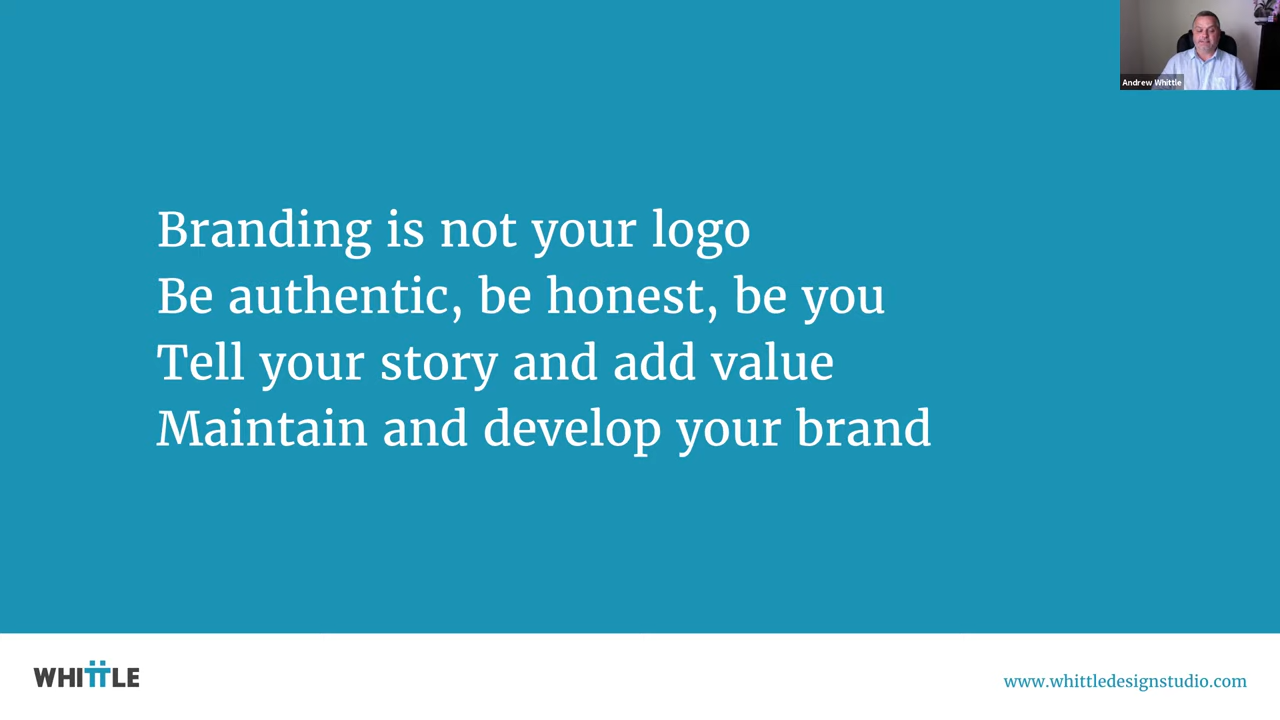 Andrew Whittle
Branding is not your logo
Be authentic, be honest, be you
Tell your story and add value
Maintain and develop your brand
WHITTLE
www.whittledesignstudio.com